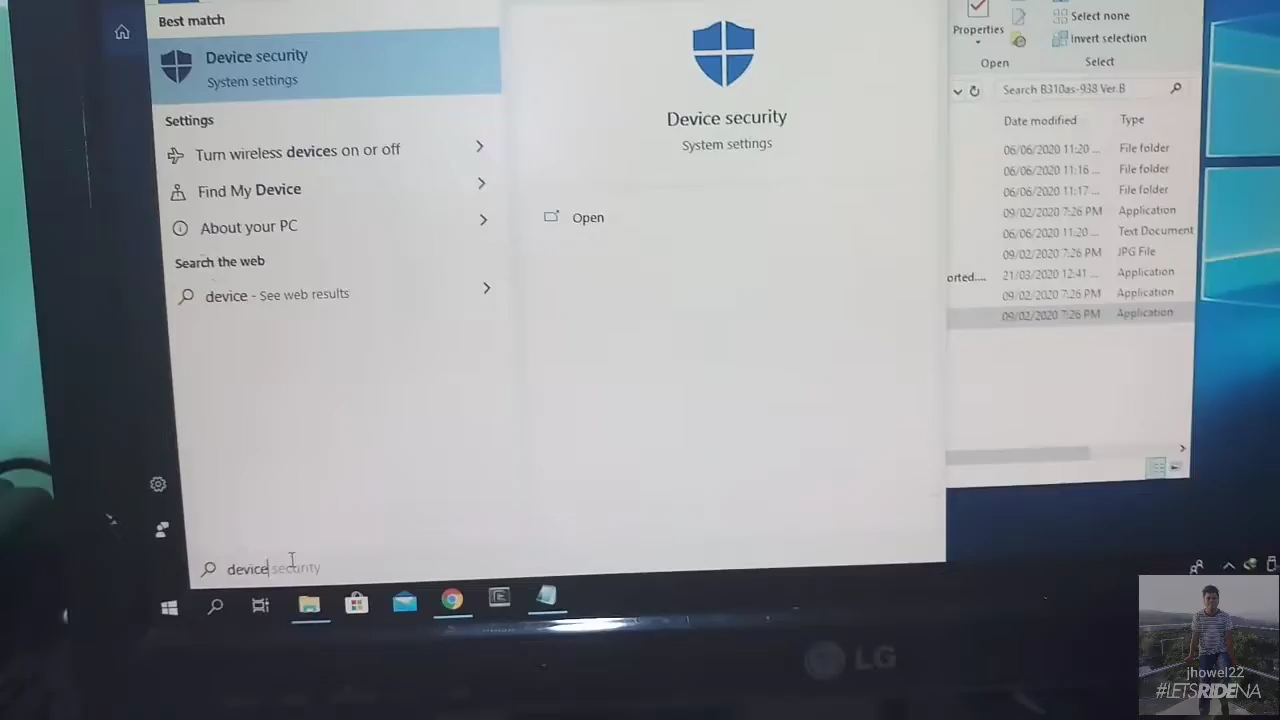 Best match
Device security
System settings
Settings
Turn wireless devices on or off
Find My Device
About your PC
Search the web
device - See web results
device security
Device security
System settings
Open
Properties
Open
Select none
Invert selection
Select
Search B310as-938 Ver.B
Date modified Type
06/06/2020 11:20 ... File folder
06/06/2020 11:16 ... File folder
06/06/2020 11:17 ... File folder
09/02/2020 7:26 PM Application
06/06/2020 11:20 ... Text Document
09/02/2020 7:26 PM JPG File
orted.... 21/03/2020 12:41 ... Application
09/02/2020 7:26 PM Application
09/02/2020 7:26 PM Application
LG
jhowel22
#LETSRIDENA